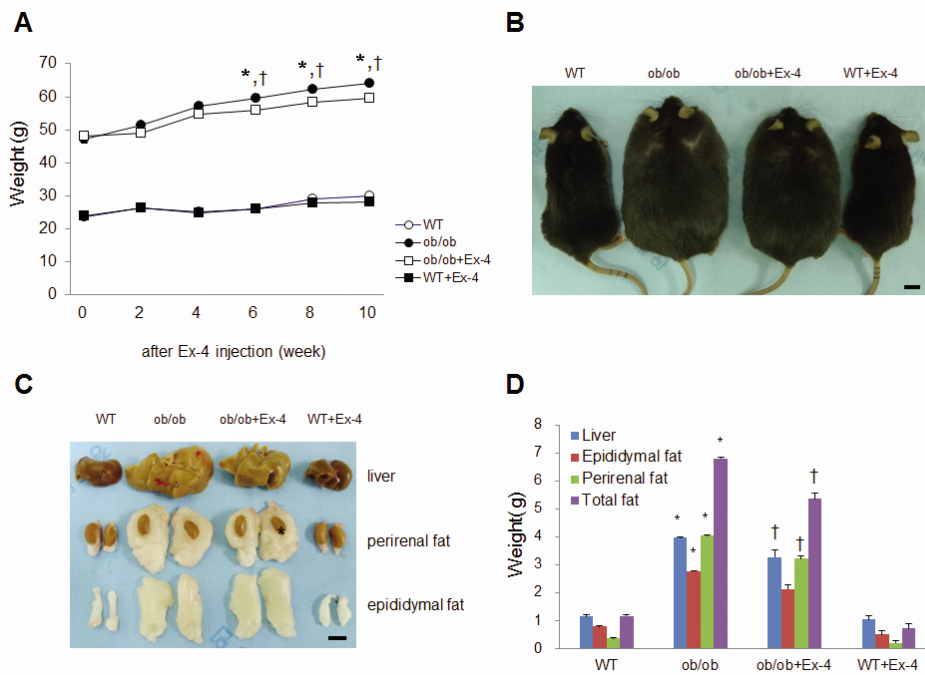 A
Weight(g)
70
60
50
40
30
20
10
0
*,† *,† *,†
WT
ob/ob
ob/ob+Ex-4
WT+Ex-4
0 2 4 6 8 10
after Ex-4 injection (week)
B
WT ob/ob ob/ob+Ex-4 WT+Ex-4
C
WT ob/ob ob/ob+Ex-4 WT+Ex-4
liver
perirenal fat
*
epididymal fat
D
Weight( g)
8
7
6
5
4
3
2
1
0
Liver
Epididymal fat
Perirenal fat
Total fat
* * * *
† † †
WT ob/ob ob/ob+Ex-4 WT+Ex-4